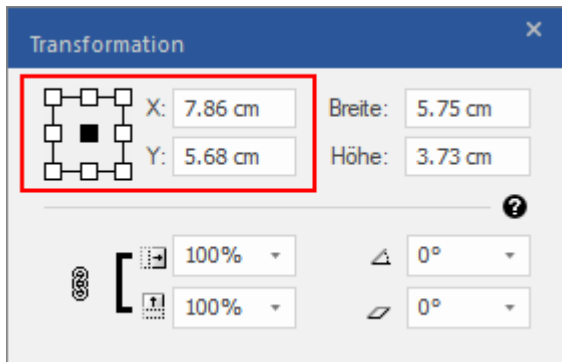 Transformation
X: 7.86 cm Breite: 5.75 cm
Y: 5.68 cm Höhe: 3.73 cm
?
100% 0°
100% 0°